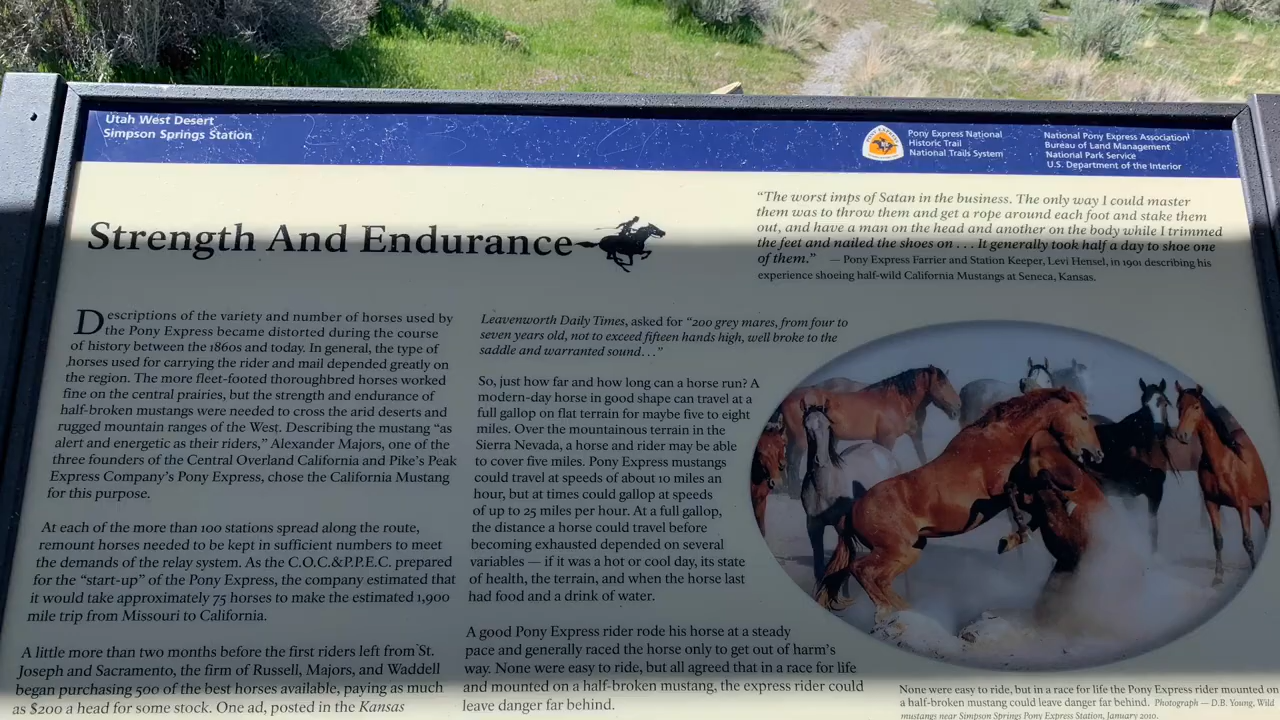 Utah West Desert
Simpson Springs Station
Pony Express National
Historic Trail
National Trails System
National Pony Express Association
Bureau of Land Management
National Park Service
U.S. Department of the Interior
Strength And Endurance
"The worst imps of Satan in the business. The only way I could master
them was to throw them and get a rope around each foot and stake them
out, and have a man on the head and another on the body while I trimmed
the feet and nailed the shoes on . . . It generally took half a day to shoe one
of them." — Pony Express Farrier and Station Keeper, Levi Hensel, in 1901 describing his
experience shoeing half-wild California Mustangs at Seneca, Kansas.
Descriptions of the variety and number of horses used by
the Pony Express became distorted during the course
of history between the 1860s and today. In general, the type of
horses used for carrying the rider and mail depended greatly on
the region. The more fleet-footed thoroughbred horses worked
fine on the central prairies, but the strength and endurance of
half-broken mustangs were needed to cross the arid deserts and
rugged mountain ranges of the West. Describing the mustang "as
alert and energetic as their riders," Alexander Majors, one of the
three founders of the Central Overland California and Pike's Peak
Express Company's Pony Express, chose the California Mustang
for this purpose.
At each of the more than 100 stations spread along the route,
remount horses needed to be kept in sufficient numbers to meet
the demands of the relay system. As the C.O.C.&P.P.E.C. prepared
for the "start-up" of the Pony Express, the company estimated that
it would take approximately 75 horses to make the estimated 1,900
mile trip from Missouri to California.
A little more than two months before the first riders left from St.
Joseph and Sacramento, the firm of Russell, Majors, and Waddell
began purchasing 500 of the best horses available, paying as much
as $200 a head for some stock. One ad, posted in the Kansas
Leavenworth Daily Times, asked for "200 grey mares, from four to
seven years old, not to exceed fifteen hands high, well broke to the
saddle and warranted sound..."
So, just how far and how long can a horse run? A
modern-day horse in good shape can travel at a
full gallop on flat terrain for maybe five to eight
miles. Over the mountainous terrain in the
Sierra Nevada, a horse and rider may be able
to cover five miles. Pony Express mustangs
could travel at speeds of about 10 miles an
hour, but at times could gallop at speeds
of up to 25 miles per hour. At a full gallop,
the distance a horse could travel before
becoming exhausted depended on several
variables — if it was a hot or cool day, its state
of health, the terrain, and when the horse last
had food and a drink of water.
A good Pony Express rider rode his horse at a steady
pace and generally raced the horse only to get out of harm's
way. None were easy to ride, but all agreed that in a race for life
and mounted on a half-broken mustang, the express rider could
leave danger far behind.
None were easy to ride, but in a race for life the Pony Express rider mounted on
a half-broken mustang could leave danger far behind. Photograph — D.B. Young, Wild
mustangs near Simpson Springs Pony Express Station, January 2010.